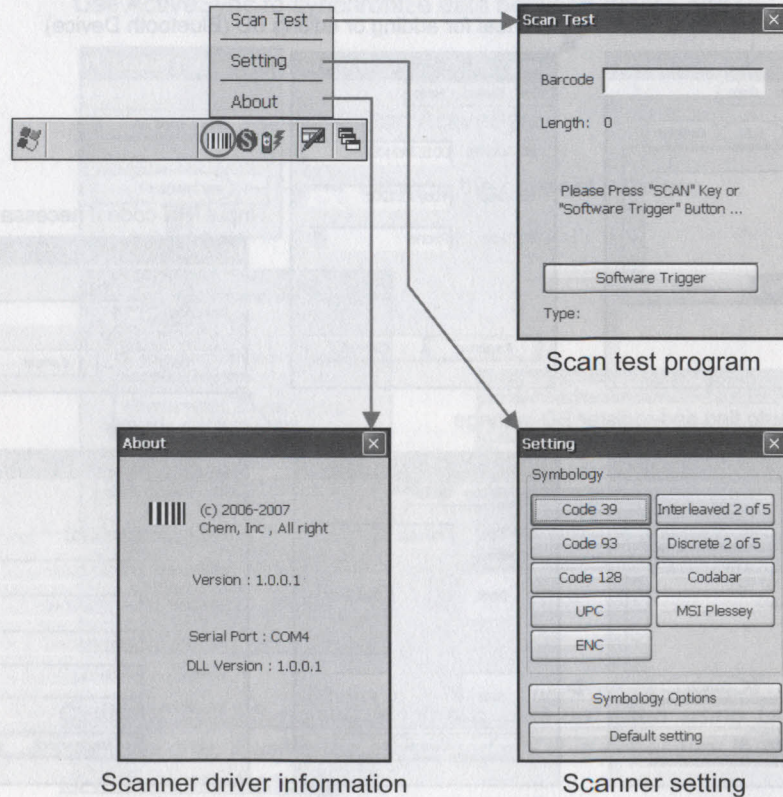 Scan Test
Setting
About
Scan Test
Barcode
Length: 0
Please Press "SCAN" Key or
"Software Trigger" Button ...
Software Trigger
Type:
Scan test program
About
(c) 2006-2007
Chem, Inc , All right
Version : 1.0.0.1
Serial Port : COM4
DLL Version : 1.0.0.1
Scanner driver information
Setting
Symbology
Code 39
Interleaved 2 of 5
Code 93
Discrete 2 of 5
Code 128
Codabar
UPC
MSI Plessey
ENC
Symbology Options
Default setting
Scanner setting